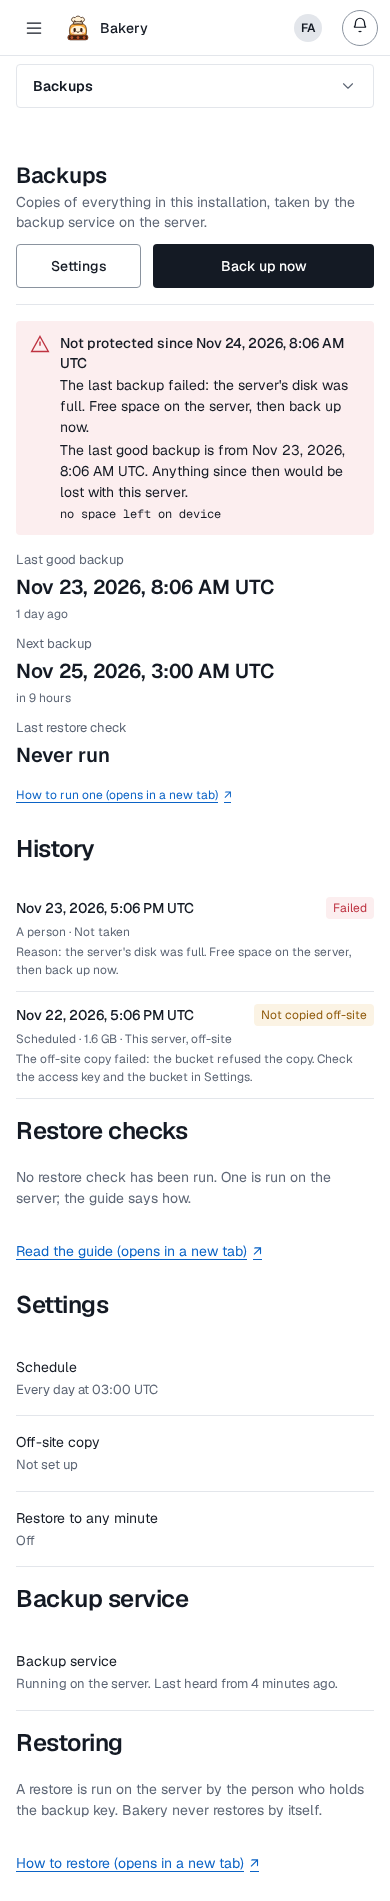 Bakery
FA
Backups
Backups
Copies of everything in this installation, taken by the
backup service on the server.
Settings
Back up now
Not protected since Nov 24, 2026, 8:06 AM
UTC
The last backup failed: the server's disk was
full. Free space on the server, then back up
now.
The last good backup is from Nov 23, 2026,
8:06 AM UTC. Anything since then would be
lost with this server.
no space left on device
Last good backup
Nov 23, 2026, 8:06 AM UTC
1 day ago
Next backup
Nov 25, 2026, 3:00 AM UTC
in 9 hours
Last restore check
Never run
How to run one (opens in a new tab)
History
Nov 23, 2026, 5:06 PM UTC
Failed
A person · Not taken
Reason: the server's disk was full. Free space on the server,
then back up now.
Nov 22, 2026, 5:06 PM UTC
Not copied off-site
Scheduled · 1.6 GB · This server, off-site
The off-site copy failed: the bucket refused the copy. Check
the access key and the bucket in Settings.
Restore checks
No restore check has been run. One is run on the
server; the guide says how.
Read the guide (opens in a new tab)
Settings
Schedule
Every day at 03:00 UTC
Off-site copy
Not set up
Restore to any minute
Off
Backup service
Backup service
Running on the server. Last heard from 4 minutes ago.
Restoring
A restore is run on the server by the person who holds
the backup key. Bakery never restores by itself.
How to restore (opens in a new tab)